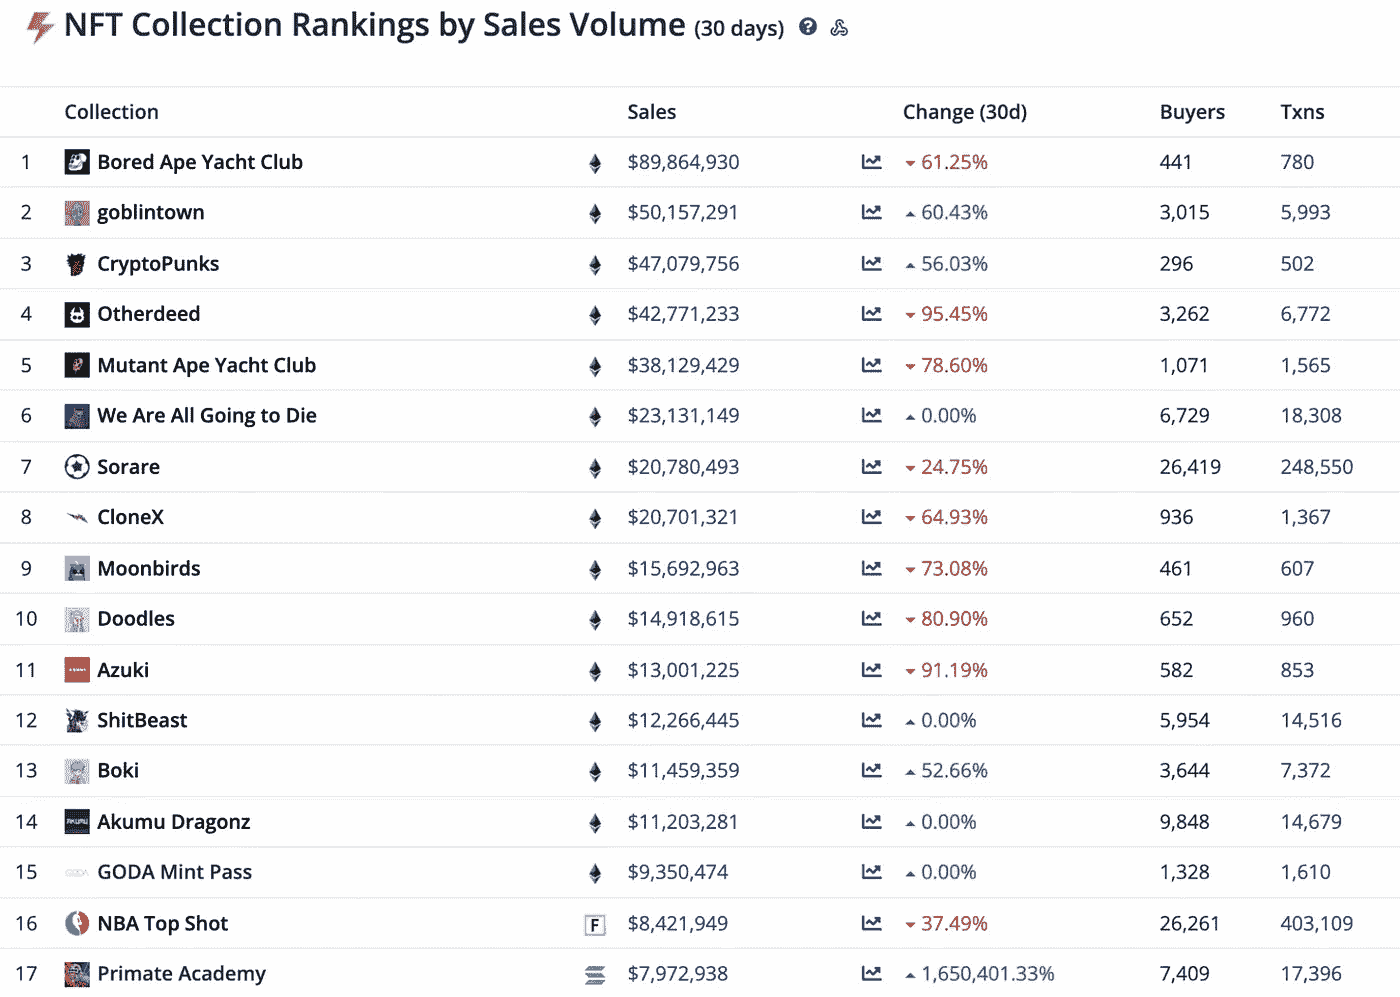 NFT Collection Rankings by Sales Volume (30 days) ?
Collection Sales Change (30d) Buyers Txns
1 Bored Ape Yacht Club $89,864,930 61.25% 441 780
2 goblintown $50,157,291 60.43% 3,015 5,993
3 CryptoPunks $47,079,756 56.03% 296 502
4 Otherdeed $42,771,233 95.45% 3,262 6,772
5 Mutant Ape Yacht Club $38,129,429 78.60% 1,071 1,565
6 We Are All Going to Die $23,131,149 0.00% 6,729 18,308
7 Sorare $20,780,493 24.75% 26,419 248,550
8 CloneX $20,701,321 64.93% 936 1,367
9 Moonbirds $15,692,963 73.08% 461 607
10 Doodles $14,918,615 80.90% 652 960
11 Azuki $13,001,225 91.19% 582 853
12 ShitBeast $12,266,445 0.00% 5,954 14,516
13 Boki $11,459,359 52.66% 3,644 7,372
14 Akumu Dragonz $11,203,281 0.00% 9,848 14,679
15 GODA GODA Mint Pass $9,350,474 0.00% 1,328 1,610
16 NBA Top Shot F $8,421,949 37.49% 26,261 403,109
17 Primate Academy $7,972,938 1,650,401.33% 7,409 17,396